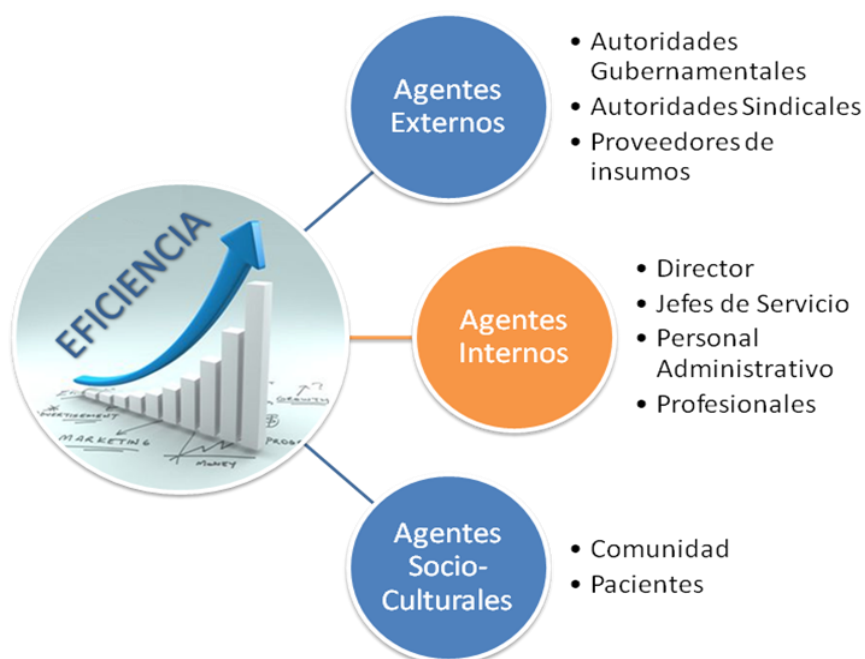 Agentes
Externos
• Autoridades
Gubernamentales
• Autoridades Sindicales
• Proveedores de
insumos
EFICIENCIA
MARKETING
MONEY
GROWTH
Agentes
Internos
• Director
• Jefes de Servicio
• Personal
Administrativo
• Profesionales
Agentes
Socio-
Culturales
• Comunidad
• Pacientes